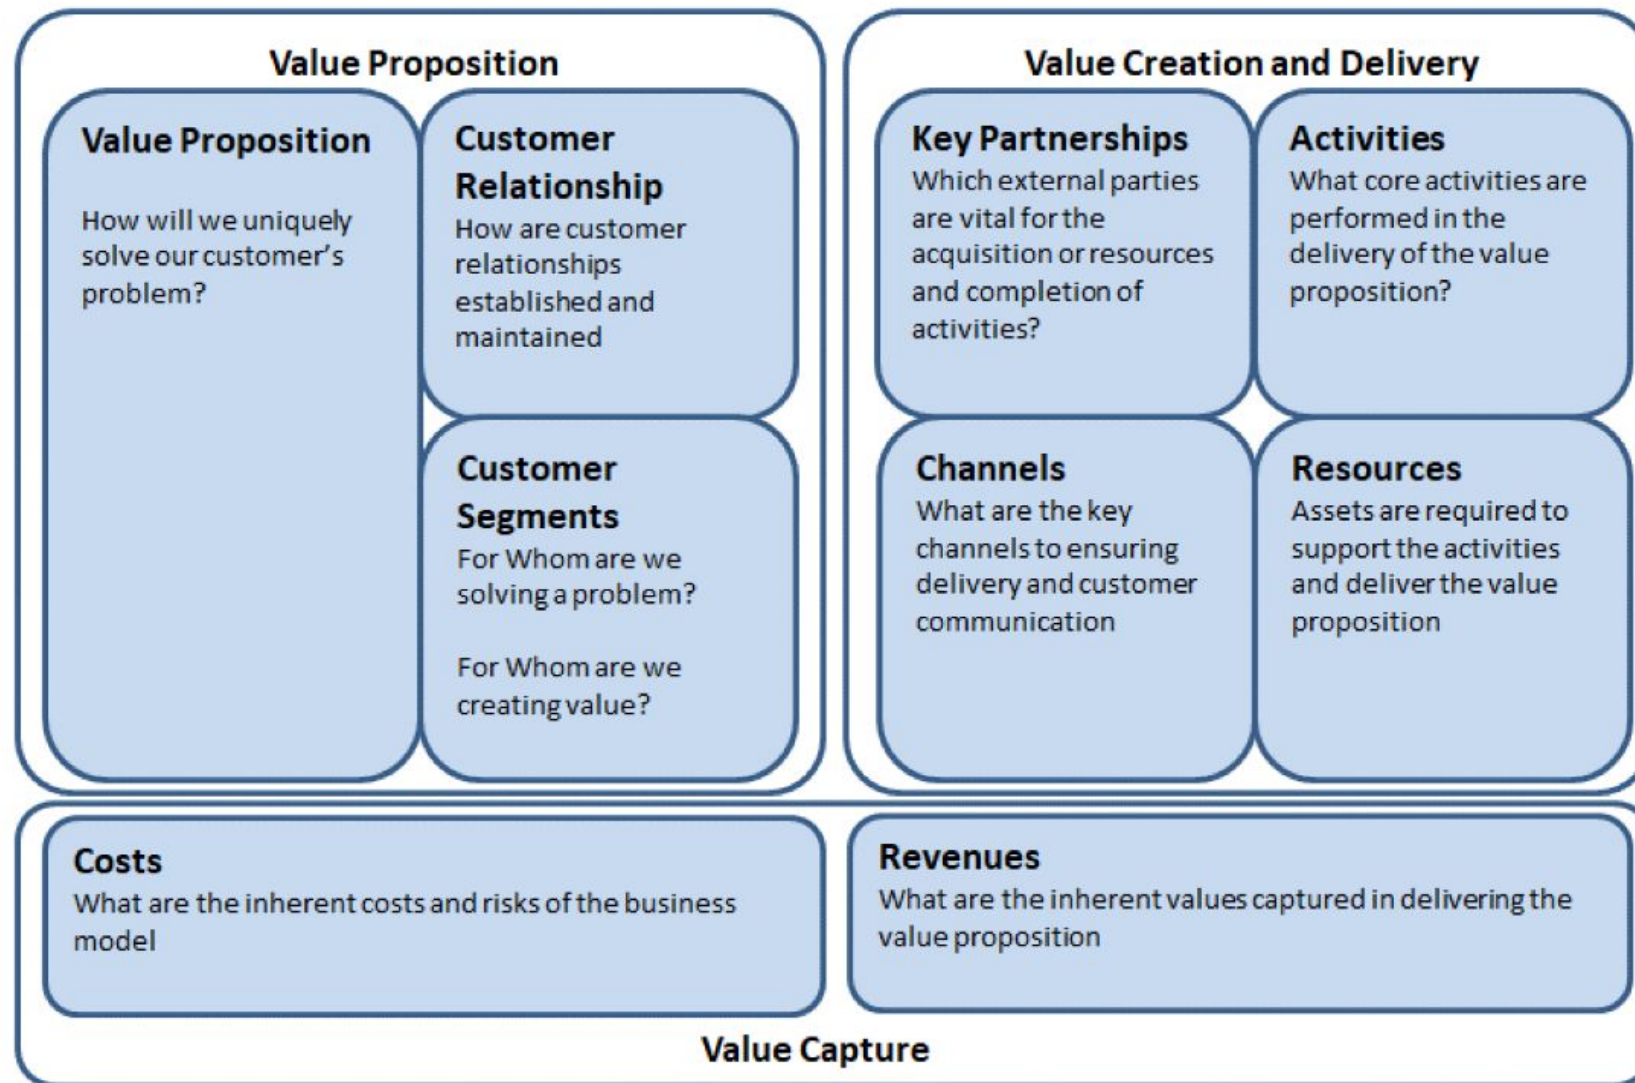 Value Proposition
Value Proposition
How will we uniquely
solve our customer's
problem?
Customer
Relationship
How are customer
relationships
established and
maintained
Customer
Segments
For Whom are we
solving a problem?
For Whom are we
creating value?
Value Creation and Delivery
Key Partnerships
Which external parties
are vital for the
acquisition or resources
and completion of
activities?
Activities
What core activities are
performed in the
delivery of the value
proposition?
Channels
What are the key
channels to ensuring
delivery and customer
communication
Resources
Assets are required to
support the activities
and deliver the value
proposition
Costs
What are the inherent costs and risks of the business
model
Revenues
What are the inherent values captured in delivering the
value proposition
Value Capture